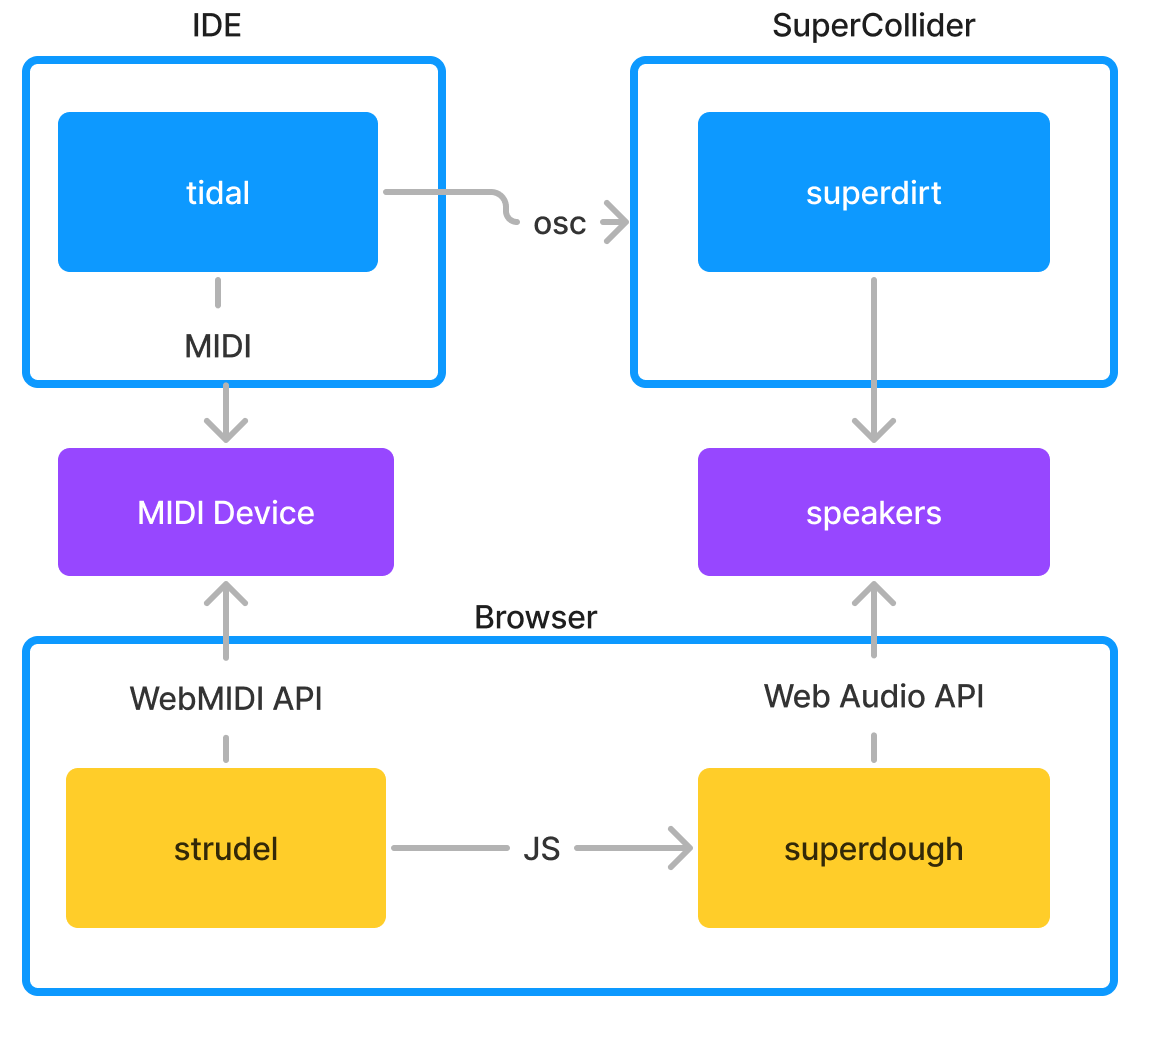 IDE
SuperCollider
tidal
superdirt
osc
MIDI
MIDI Device
speakers
Browser
WebMIDI API
Web Audio API
strudel
JS
superdough